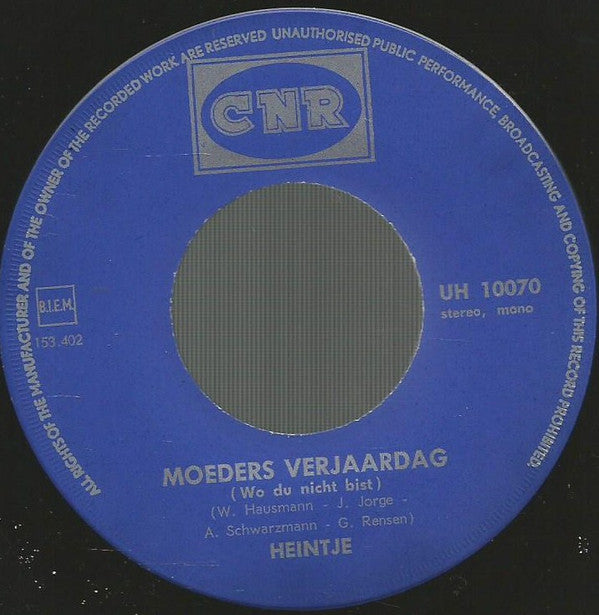 ALL RIGHTS OF THE MANUFACTURER AND OF THE OWNER OF THE RECORDED WORK ARE RESERVED UNAUTHORISED PUBLIC PERFORMANCE, BROADCASTING AND COPYING OF THIS RECORD PROHIBITED.
CNR
B.I.E.M.
153.402
UH 10070
stereo, mono
MOEDERS VERJAARDAG
(Wo du nicht bist)
(W. Hausmann - J. Jorge -
A. Schwarzmann - G. Rensen)
HEINTJE